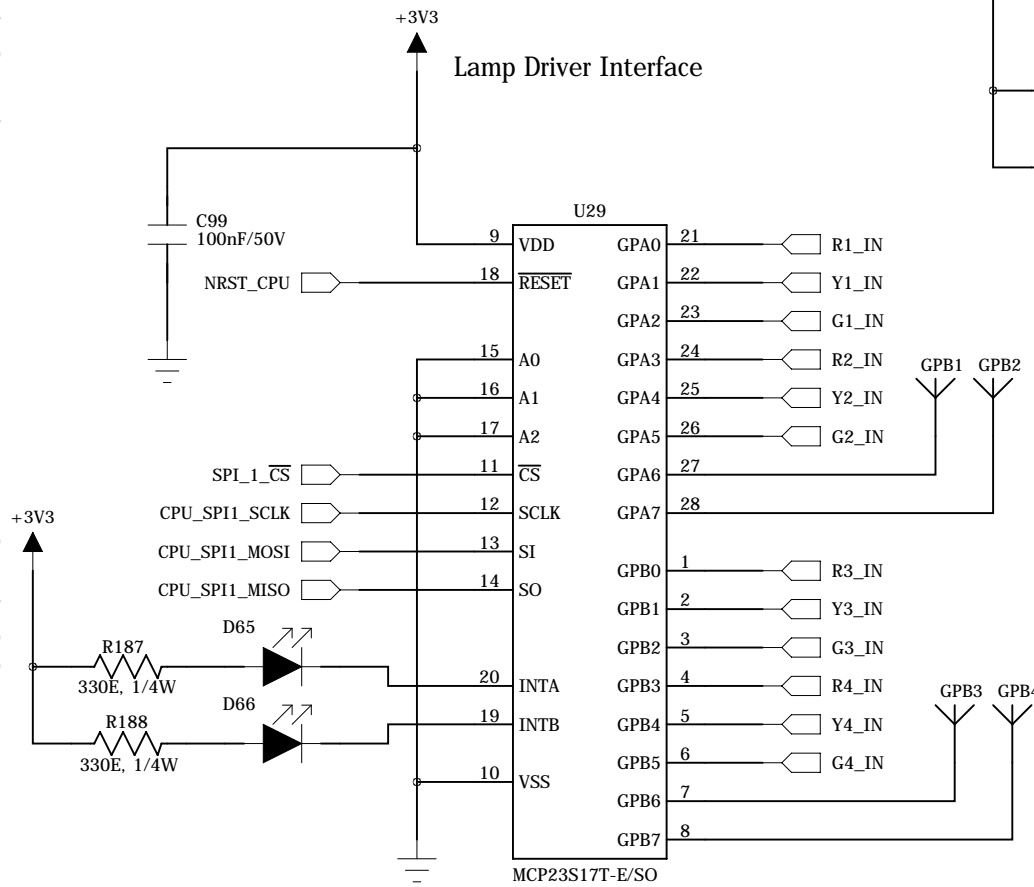 +3V3
Lamp Driver Interface
C99
100nF/50V
U29
9 VDD GPA0 21 R1_IN
NRST_CPU 18 RESET GPA1 22 Y1_IN
GPA2 23 G1_IN
15 A0 GPA3 24 R2_IN
GPB1 GPB2
16 A1 GPA4 25 Y2_IN
17 A2 GPA5 26 G2_IN
SPI_1_CS 11 CS GPA6 27
CPU_SPI1_SCLK 12 SCLK GPA7 28
+3V3
CPU_SPI1_MOSI 13 SI
GPB0 1 R3_IN
CPU_SPI1_MISO 14 SO
GPB1 2 Y3_IN
D65
GPB2 3 G3_IN
R187
330E, 1/4W
20 INTA GPB3 4 R4_IN
GPB3 GPB4
D66
R188
330E, 1/4W
19 INTB GPB4 5 Y4_IN
GPB5 6 G4_IN
10 VSS
GPB6 7
GPB7 8
MCP23S17T-E/SO